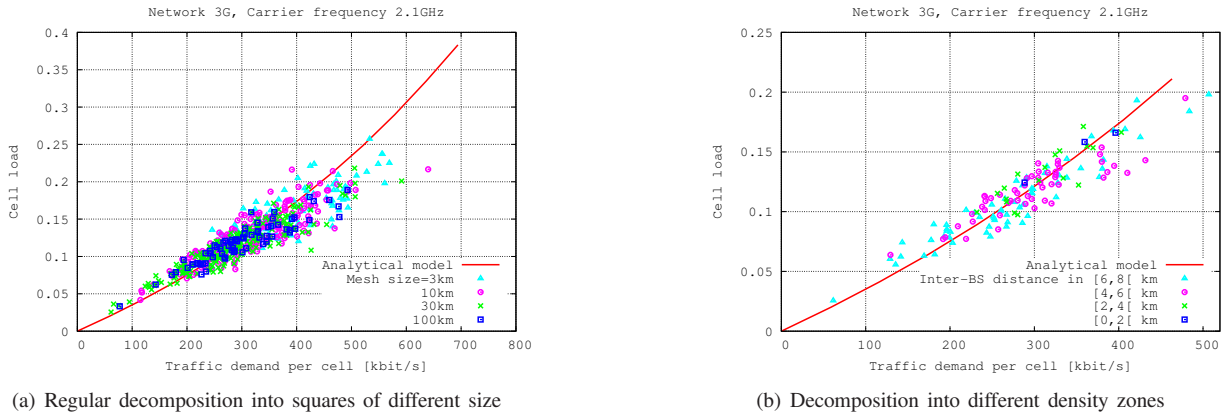 Network 3G, Carrier frequency 2.1GHz
0.4
0.35
0.3
0.25
0.2
0.15
0.1
0.05
0
Cell load
Analytical model
Mesh size=3km
10km
30km
100km
0 100 200 300 400 500 600 700 800
Traffic demand per cell [kbit/s]
(a) Regular decomposition into squares of different size
Network 3G, Carrier frequency 2.1GHz
0.25
0.2
0.15
0.1
0.05
0
Cell load
Analytical model
Inter-BS distance in [6,8[ km
[4,6[ km
[2,4[ km
[0,2[ km
0 100 200 300 400 500
Traffic demand per cell [kbit/s]
(b) Decomposition into different density zones